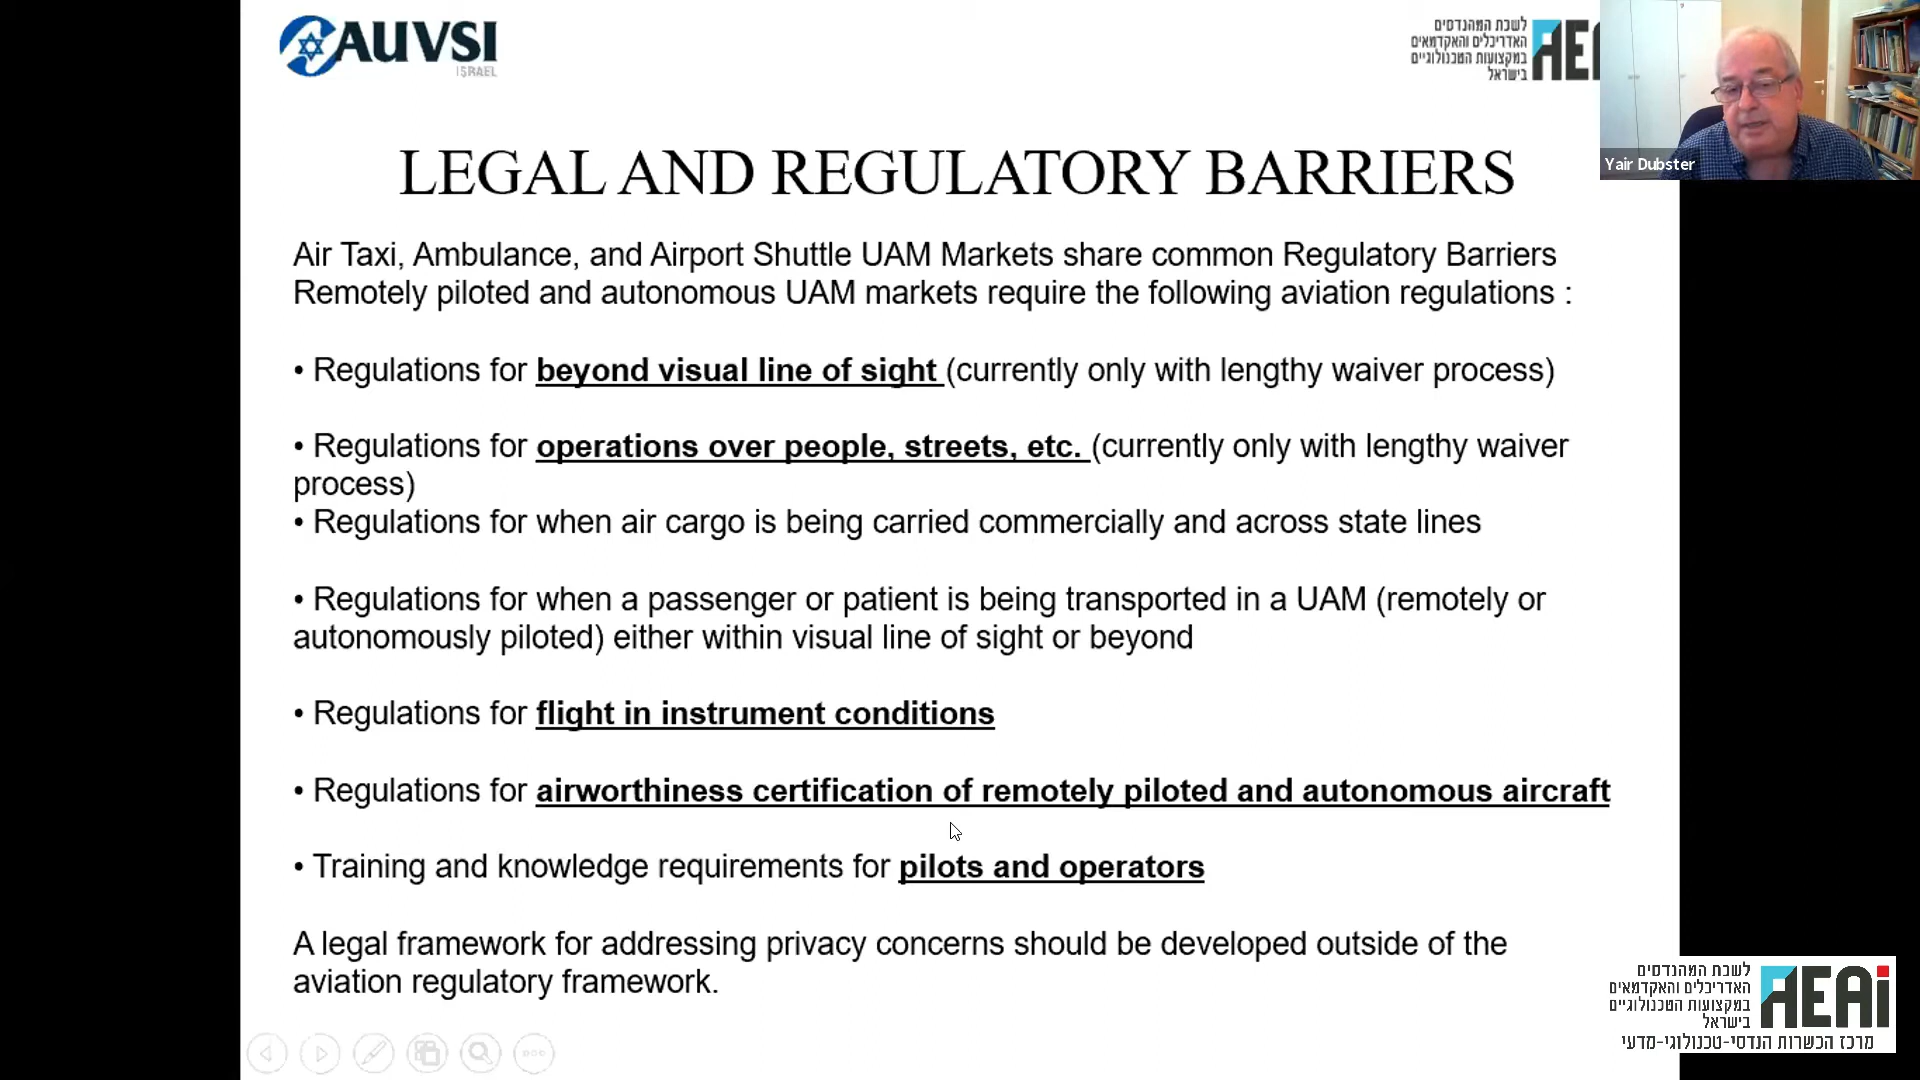 AUVSI
ISRAEL
לשכת המהנדסים
האדריכלים והאקדמאים
במקצועות הטכנולוגיים
בישראל
AEA
Yair Dubster
LEGAL AND REGULATORY BARRIERS
Air Taxi, Ambulance, and Airport Shuttle UAM Markets share common Regulatory Barriers
Remotely piloted and autonomous UAM markets require the following aviation regulations :
• Regulations for beyond visual line of sight (currently only with lengthy waiver process)
• Regulations for operations over people, streets, etc. (currently only with lengthy waiver
process)
• Regulations for when air cargo is being carried commercially and across state lines
• Regulations for when a passenger or patient is being transported in a UAM (remotely or
autonomously piloted) either within visual line of sight or beyond
• Regulations for flight in instrument conditions
• Regulations for airworthiness certification of remotely piloted and autonomous aircraft
• Training and knowledge requirements for pilots and operators
A legal framework for addressing privacy concerns should be developed outside of the
aviation regulatory framework.
לשכת המהנדסים
האדריכלים והאקדמאים
במקצועות הטכנולוגיים
בישראל
AEAi
מרכז הכשרות הנדסי-טכנולוגי-מדעי